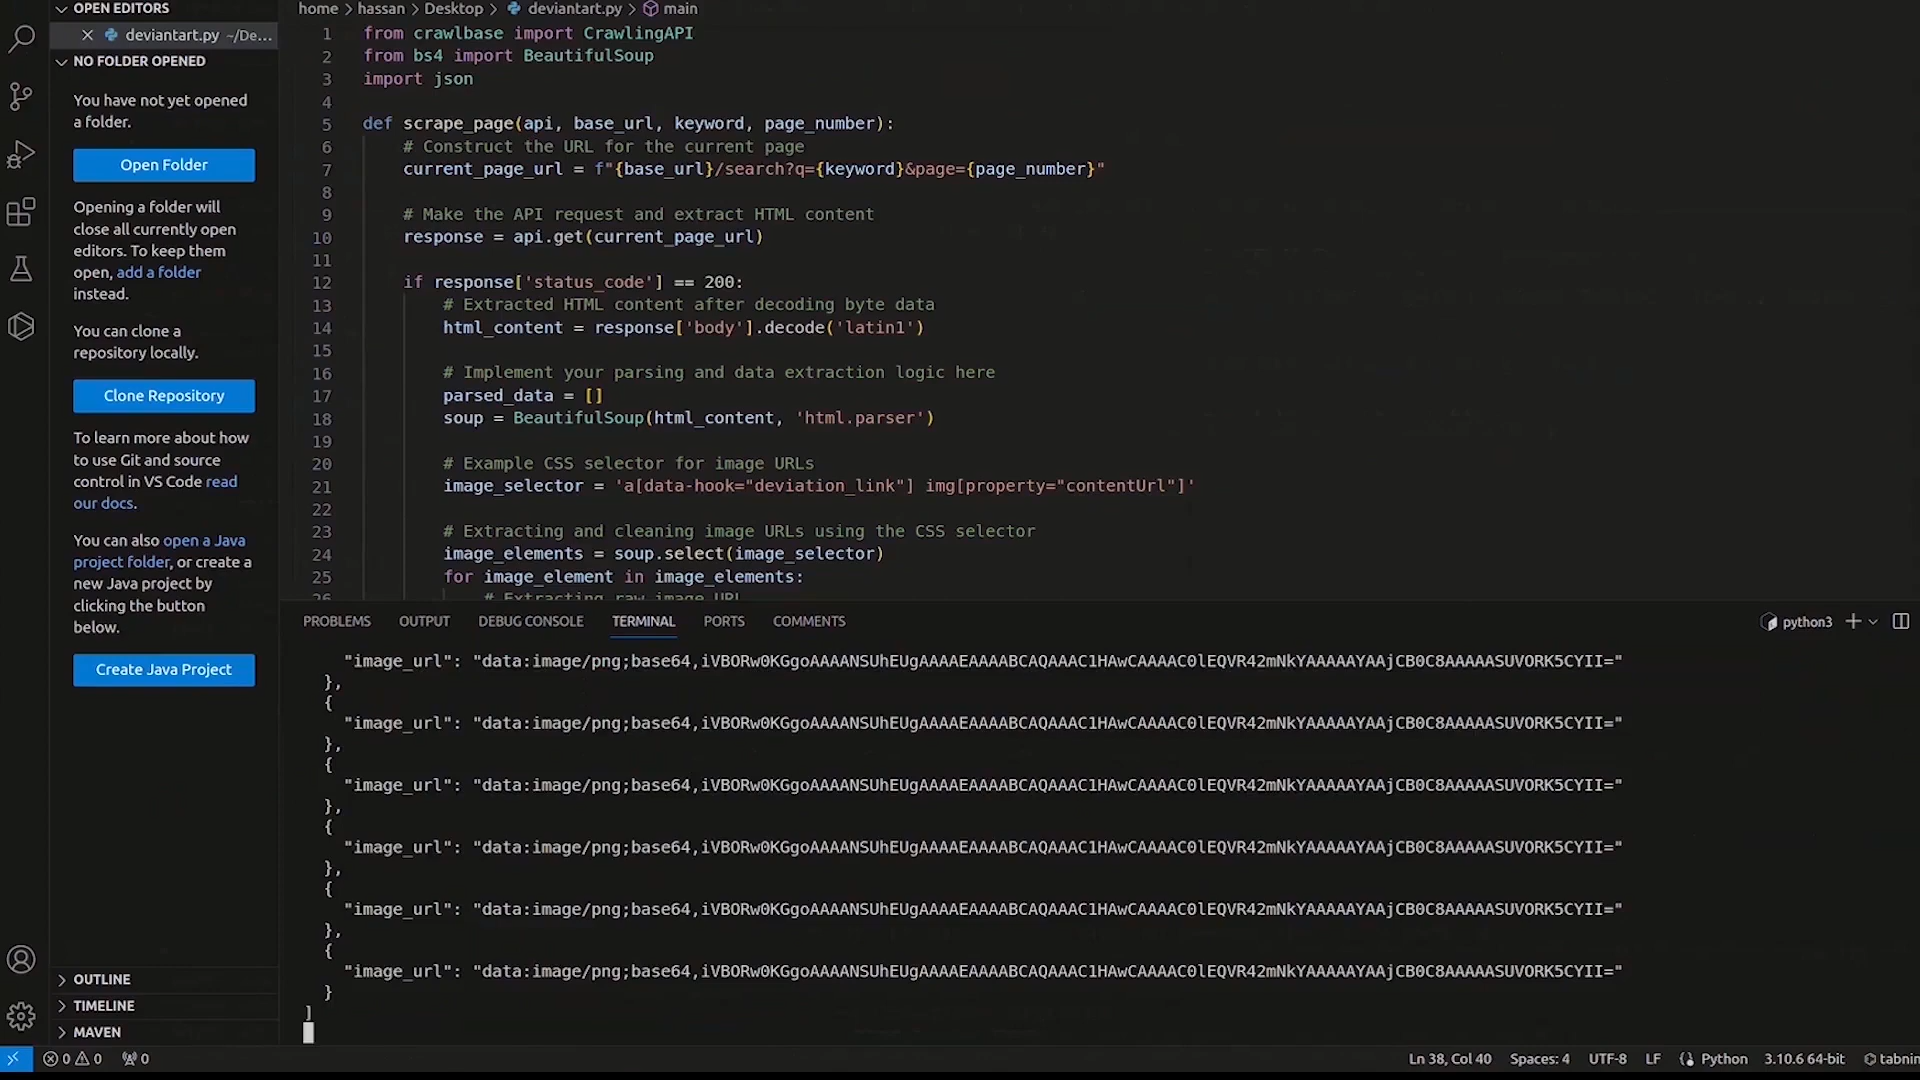 OPEN EDITORS
deviantart.py ~/De...
NO FOLDER OPENED
You have not yet opened
a folder.
Open Folder
Opening a folder will
close all currently open
editors. To keep them
open, add a folder
instead.
You can clone a
repository locally.
Clone Repository
To learn more about how
to use Git and source
control in VS Code read
our docs.
You can also open a Java
project folder, or create a
new Java project by
clicking the button
below.
Create Java Project
OUTLINE
TIMELINE
MAVEN
home > hassan > Desktop > deviantart.py > main
1 from crawlbase import CrawlingAPI
2 from bs4 import BeautifulSoup
3 import json
4
5 def scrape_page(api, base_url, keyword, page_number):
6 # Construct the URL for the current page
7 current_page_url = f"{base_url}/search?q={keyword}&page={page_number}"
8
9 # Make the API request and extract HTML content
10 response = api.get(current_page_url)
11
12 if response['status_code'] == 200:
13 # Extracted HTML content after decoding byte data
14 html_content = response['body'].decode('latin1')
15
16 # Implement your parsing and data extraction logic here
17 parsed_data = []
18 soup = BeautifulSoup(html_content, 'html.parser')
19
20 # Example CSS selector for image URLs
21 image_selector = 'a[data-hook="deviation_link"] img[property="contentUrl"]'
22
23 # Extracting and cleaning image URLs using the CSS selector
24 image_elements = soup.select(image_selector)
25 for image_element in image_elements:
26 # Extracting raw image URL
PROBLEMS OUTPUT DEBUG CONSOLE TERMINAL PORTS COMMENTS python3
"image_url": "data:image/png;base64,iVBORw0KGgoAAAANSUhEUgAAAAEAAAABCAQAAAC1HAwCAAAAC0lEQVR42mNkYAAAAAYAAjCB0C8AAAAASUVORK5CYII="
},
{
"image_url": "data:image/png;base64,iVBORw0KGgoAAAANSUhEUgAAAAEAAAABCAQAAAC1HAwCAAAAC0lEQVR42mNkYAAAAAYAAjCB0C8AAAAASUVORK5CYII="
},
{
"image_url": "data:image/png;base64,iVBORw0KGgoAAAANSUhEUgAAAAEAAAABCAQAAAC1HAwCAAAAC0lEQVR42mNkYAAAAAYAAjCB0C8AAAAASUVORK5CYII="
},
{
"image_url": "data:image/png;base64,iVBORw0KGgoAAAANSUhEUgAAAAEAAAABCAQAAAC1HAwCAAAAC0lEQVR42mNkYAAAAAYAAjCB0C8AAAAASUVORK5CYII="
},
{
"image_url": "data:image/png;base64,iVBORw0KGgoAAAANSUhEUgAAAAEAAAABCAQAAAC1HAwCAAAAC0lEQVR42mNkYAAAAAYAAjCB0C8AAAAASUVORK5CYII="
},
{
"image_url": "data:image/png;base64,iVBORw0KGgoAAAANSUhEUgAAAAEAAAABCAQAAAC1HAwCAAAAC0lEQVR42mNkYAAAAAYAAjCB0C8AAAAASUVORK5CYII="
}
]
0 0 0 Ln 38, Col 40 Spaces: 4 UTF-8 LF Python 3.10.6 64-bit tabnin